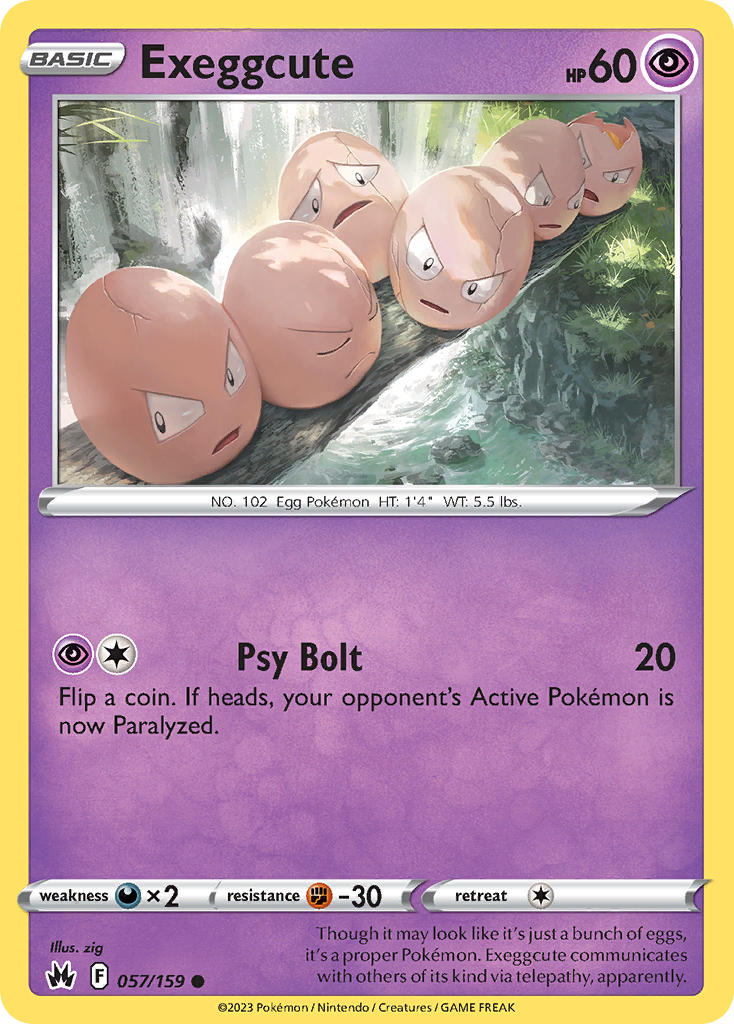 BASIC Exeggcute HP60
NO. 102 Egg Pokémon HT: 1'4" WT: 5.5 lbs.
Psy Bolt 20
Flip a coin. If heads, your opponent's Active Pokémon is
now Paralyzed.
weakness ×2 resistance -30 retreat
Illus. zig
Though it may look like it's just a bunch of eggs,
it's a proper Pokémon. Exeggcute communicates
with others of its kind via telepathy, apparently.
F 057/159
©2023 Pokémon / Nintendo / Creatures / GAME FREAK